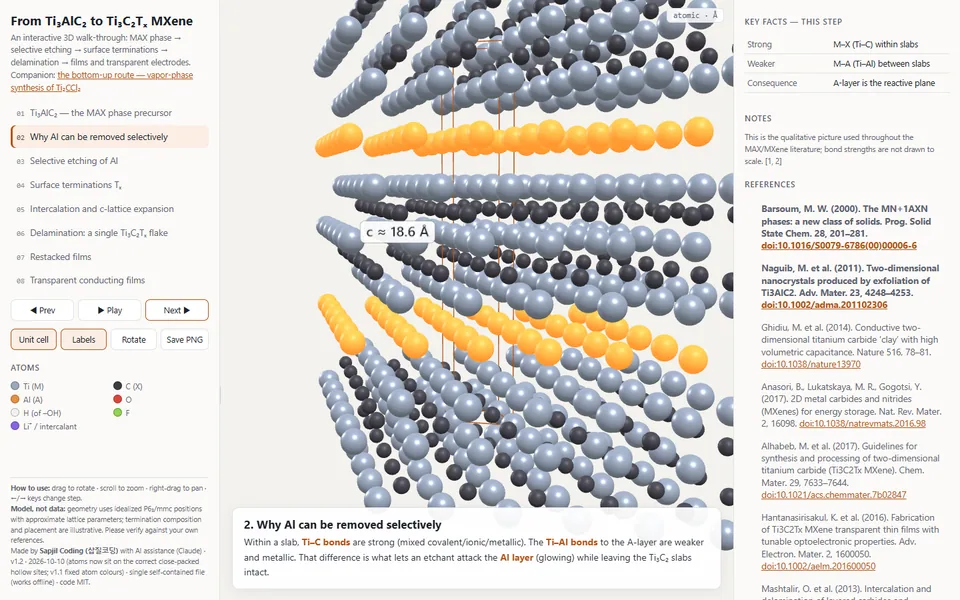 From Ti₃AlC₂ to Ti₃C₂Tₓ MXene
An interactive 3D walk-through: MAX phase →
selective etching → surface terminations →
delamination → films and transparent electrodes.
Companion: the bottom-up route — vapor-phase
synthesis of Ti₂CCl₂
01 Ti₃AlC₂ — the MAX phase precursor
02 Why Al can be removed selectively
03 Selective etching of Al
04 Surface terminations Tₓ
05 Intercalation and c-lattice expansion
06 Delamination: a single Ti₃C₂Tₓ flake
07 Restacked films
08 Transparent conducting films
◀ Prev
▶ Play
Next ▶
Unit cell
Labels
Rotate
Save PNG
ATOMS
Ti (M)
C (X)
Al (A)
O
H (of –OH)
F
Li⁺ / intercalant
How to use: drag to rotate · scroll to zoom · right-drag to pan ·
←/→ keys change step.
Model, not data: geometry uses idealized P6₃/mmc positions
with approximate lattice parameters; termination composition
and placement are illustrative. Please verify against your own
references.
Made by Sapjil Coding (삽질코딩) with AI assistance (Claude) ·
v1.2 · 2026-10-10 (atoms now sit on the correct close-packed
hollow sites; v1.1 fixed atom colours) · single self-contained file
(works offline) · code MIT.
atomic · Å
c ≈ 18.6 Å
2. Why Al can be removed selectively
Within a slab, Ti–C bonds are strong (mixed covalent/ionic/metallic). The Ti–Al bonds to the A-layer are weaker
and metallic. That difference is what lets an etchant attack the Al layer (glowing) while leaving the Ti₃C₂ slabs
intact.
KEY FACTS — THIS STEP
Strong M–X (Ti–C) within slabs
Weaker M–A (Ti–Al) between slabs
Consequence A-layer is the reactive plane
NOTES
This is the qualitative picture used throughout the
MAX/MXene literature; bond strengths are not drawn to
scale. [1, 2]
REFERENCES
Barsoum, M. W. (2000). The MN+1AXN
phases: a new class of solids. Prog. Solid
State Chem. 28, 201–281.
doi:10.1016/S0079-6786(00)00006-6
Naguib, M. et al. (2011). Two-dimensional
nanocrystals produced by exfoliation of
Ti3AlC2. Adv. Mater. 23, 4248–4253.
doi:10.1002/adma.201102306
Ghidiu, M. et al. (2014). Conductive two-
dimensional titanium carbide 'clay' with high
volumetric capacitance. Nature 516, 78–81.
doi:10.1038/nature13970
Anasori, B., Lukatskaya, M. R., Gogotsi, Y.
(2017). 2D metal carbides and nitrides
(MXenes) for energy storage. Nat. Rev. Mater.
2, 16098. doi:10.1038/natrevmats.2016.98
Alhabeb, M. et al. (2017). Guidelines for
synthesis and processing of two-dimensional
titanium carbide (Ti3C2Tx MXene). Chem.
Mater. 29, 7633–7644.
doi:10.1021/acs.chemmater.7b02847
Hantanasirisakul, K. et al. (2016). Fabrication
of Ti3C2Tx MXene transparent thin films with
tunable optoelectronic properties. Adv.
Electron. Mater. 2, 1600050.
doi:10.1002/aelm.201600050
Mashtalir, O. et al. (2013). Intercalation and
delamination of layered carbides and